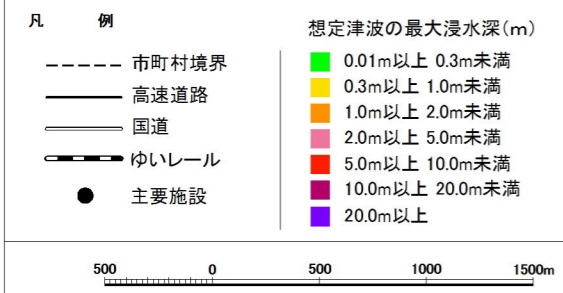 凡 例
市町村境界
高速道路
国道
ゆいレール
主要施設
想定津波の最大浸水深(m)
0.01m以上 0.3m未満
0.3m以上 1.0m未満
1.0m以上 2.0m未満
2.0m以上 5.0m未満
5.0m以上 10.0m未満
10.0m以上 20.0m未満
20.0m以上
500 0 500 1000 1500m